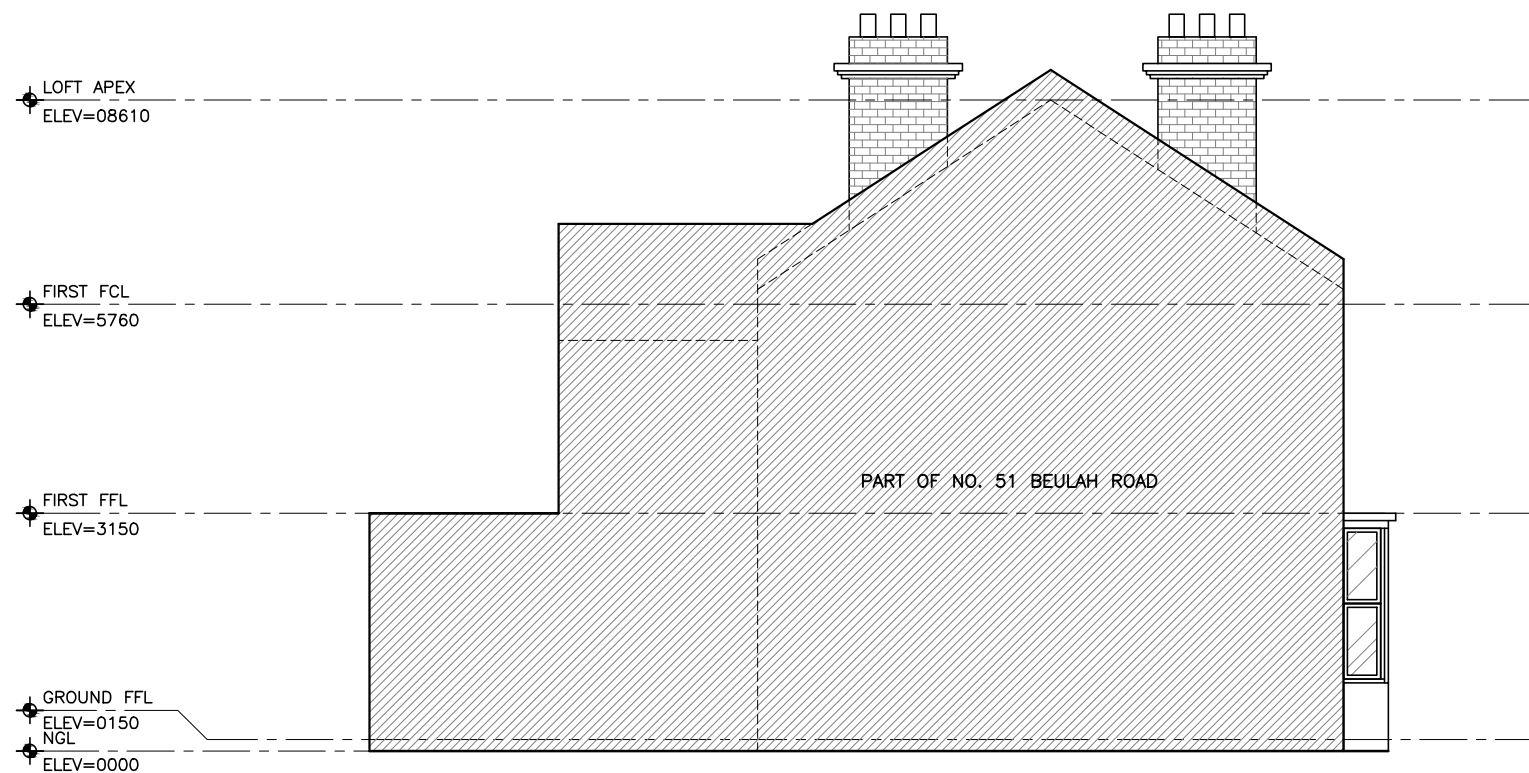 LOFT APEX
ELEV=08610
FIRST FCL
ELEV=5760
PART OF NO. 51 BEULAH ROAD
FIRST FFL
ELEV=3150
GROUND FFL
ELEV=0150
NGL
ELEV=0000